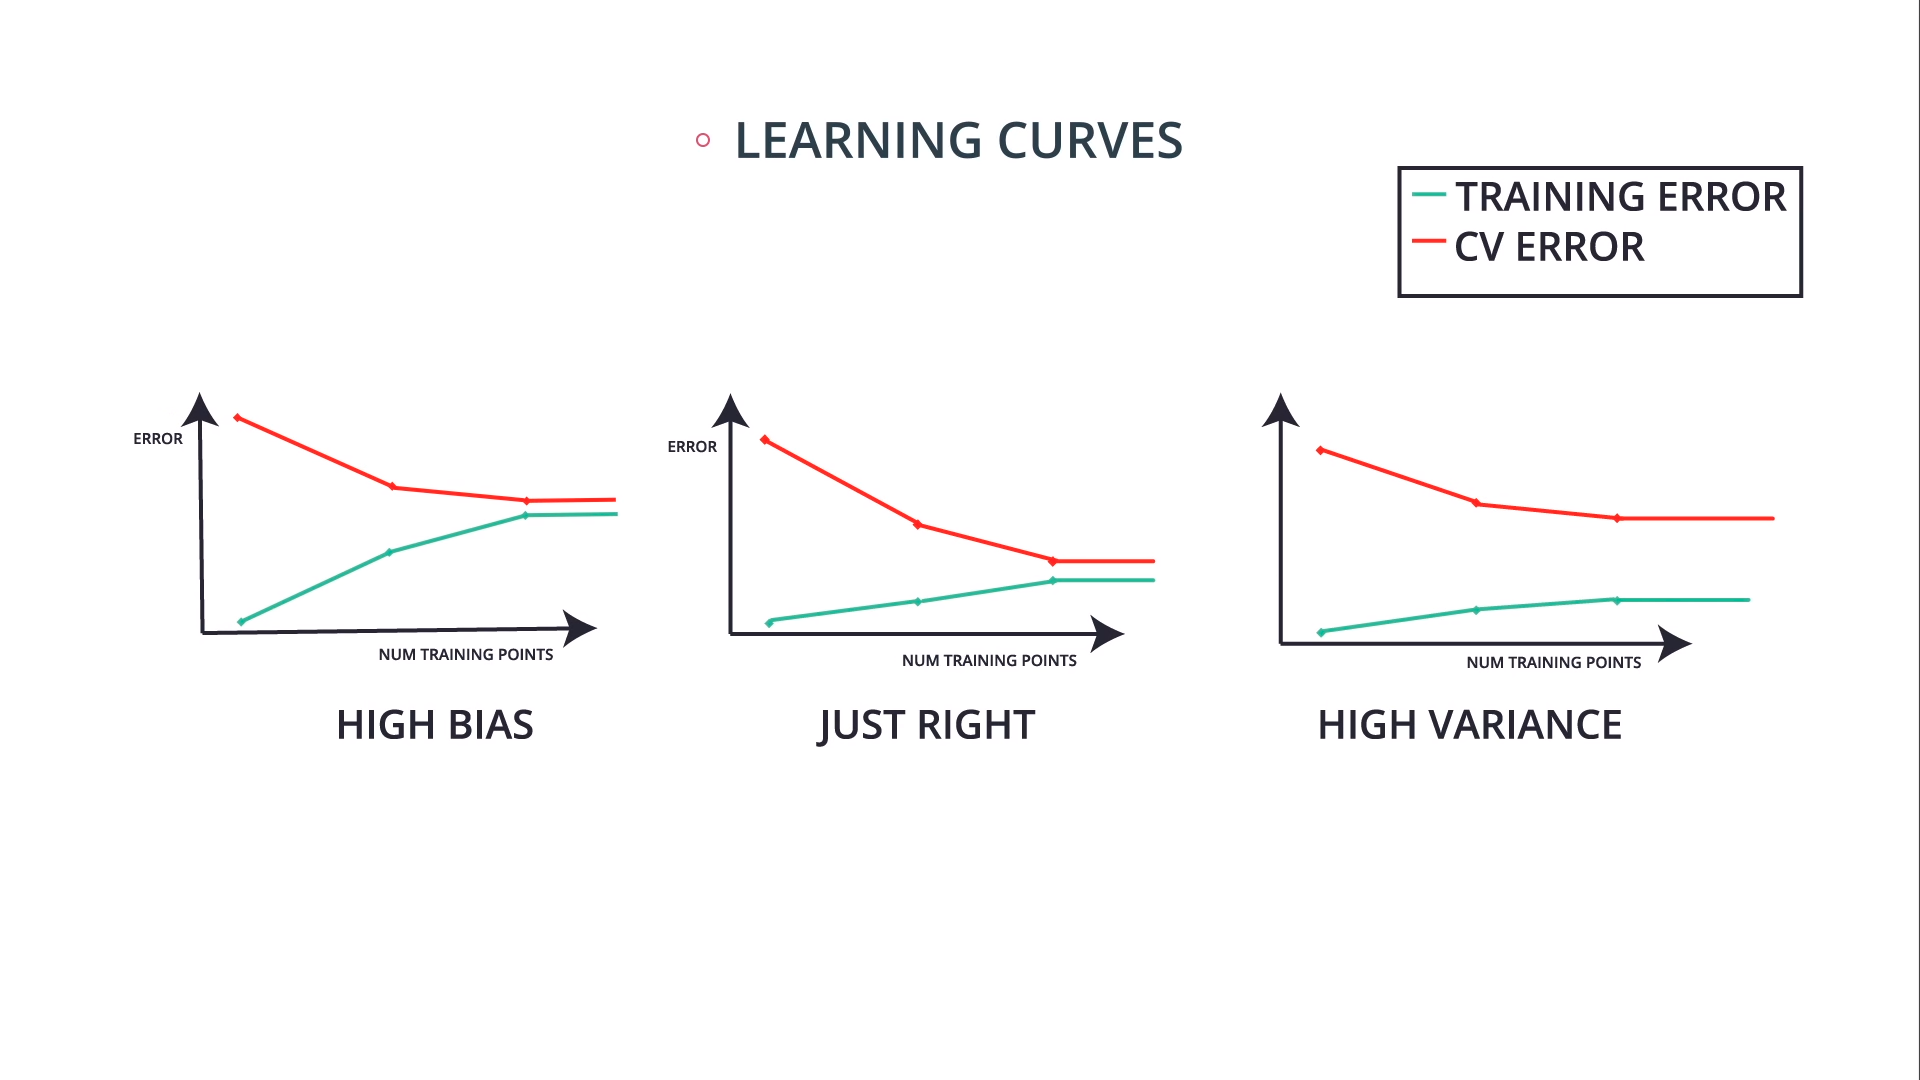 LEARNING CURVES
TRAINING ERROR
CV ERROR
ERROR
NUM TRAINING POINTS
HIGH BIAS
ERROR
NUM TRAINING POINTS
JUST RIGHT
NUM TRAINING POINTS
HIGH VARIANCE